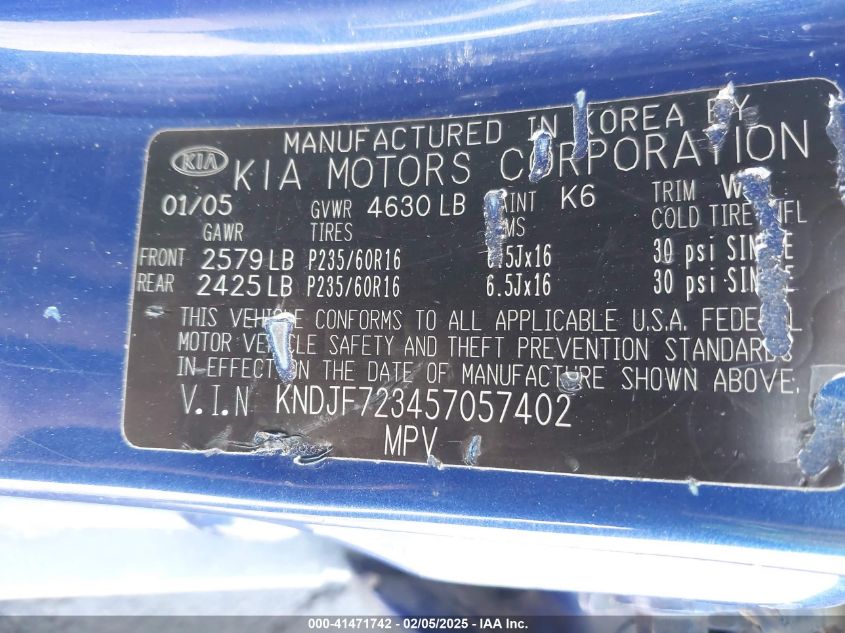 MANUFACTURED IN KOREA BY
KIA KIA MOTORS CORPORATION
01/05 GVWR 4630 LB K6 TRIM
GAWR TIRES COLD TIRE
FRONT 2579 LB P235/60R16 30 psi
REAR 2425 LB P235/60R16 6.5Jx16 30 psi
THIS VEHICLE CONFORMS TO ALL APPLICABLE U.S.A. FEDERAL
MOTOR VEHICLE SAFETY AND THEFT PREVENTION STANDARDS
IN EFFECT ON THE DATE OF MANUFACTURE SHOWN ABOVE.
V.I.N KNDJF723457057402
MPV
000-41471742 - 02/05/2025 - IAA Inc.